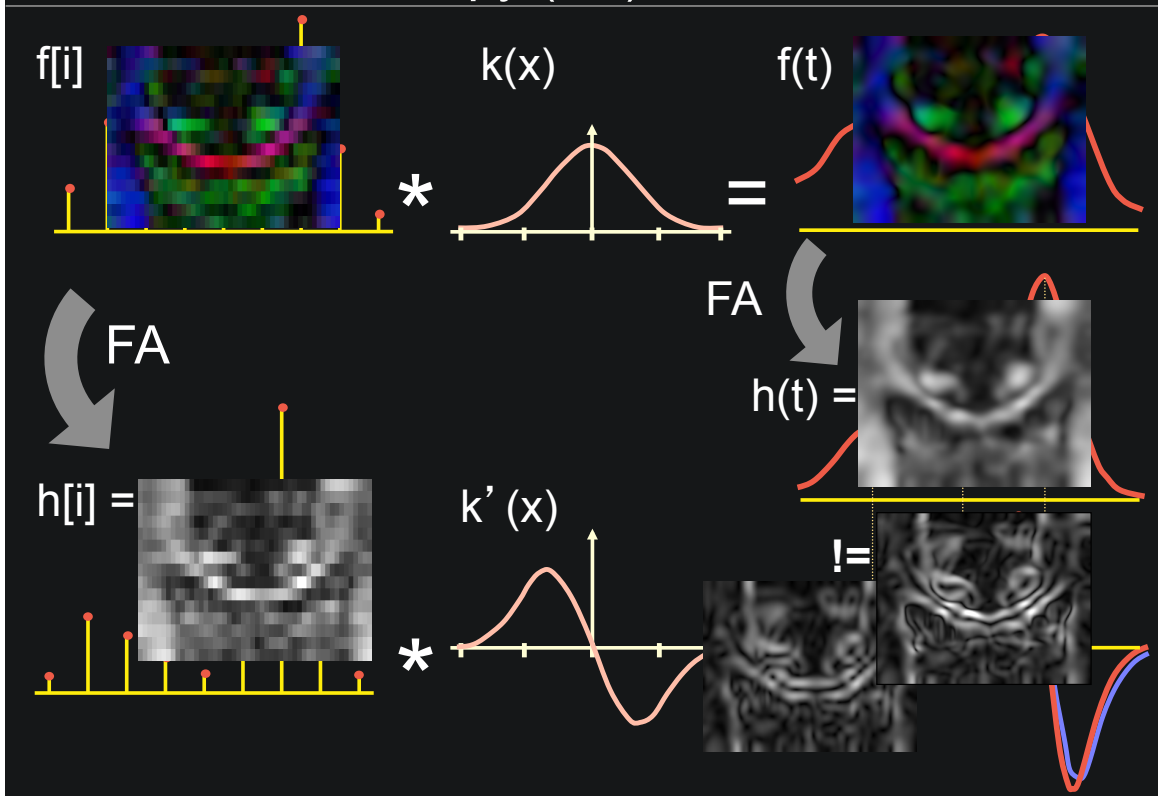 f[i] k(x) f(t)
* =
FA
FA
h(t) =
h[i] = k’(x)
!=
*